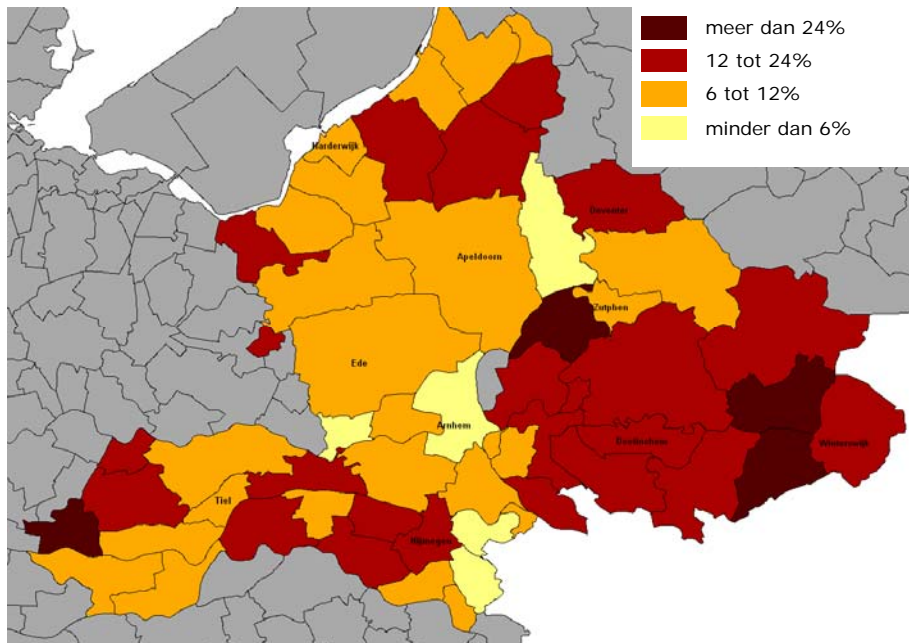 meer dan 24%
12 tot 24%
6 tot 12%
minder dan 6%
Harderwijk
Deventer
Apeldoorn
Zutphen
Ede
Arnhem
Doetinchem
Winterswijk
Tiel
Nijmegen